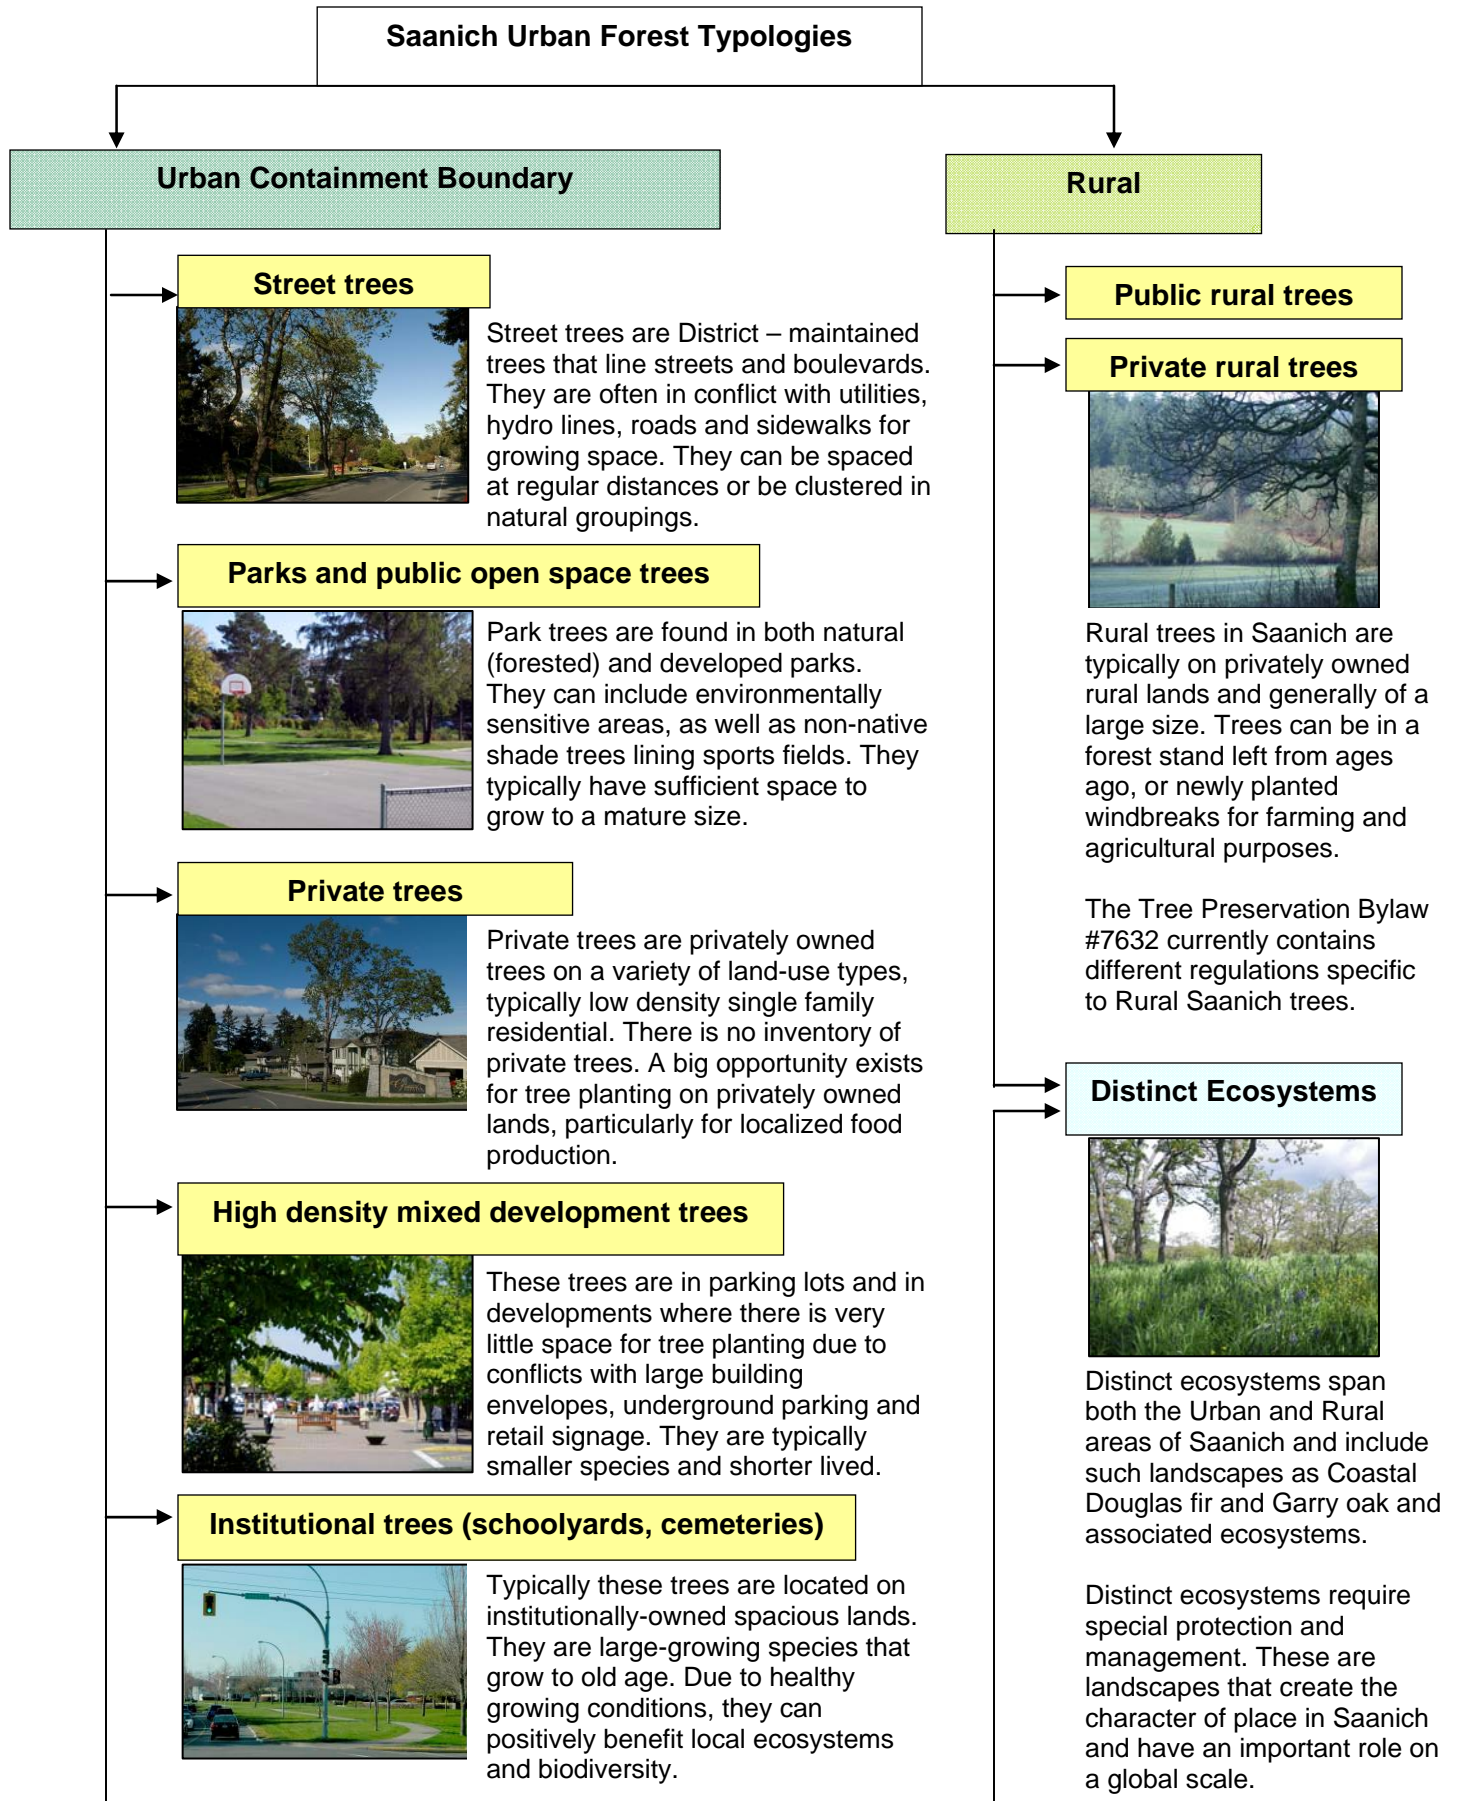 Saanich Urban Forest Typologies
Urban Containment Boundary
Street trees
Street trees are District – maintained
trees that line streets and boulevards.
They are often in conflict with utilities,
hydro lines, roads and sidewalks for
growing space. They can be spaced
at regular distances or be clustered in
natural groupings.
Parks and public open space trees
Park trees are found in both natural
(forested) and developed parks.
They can include environmentally
sensitive areas, as well as non-native
shade trees lining sports fields. They
typically have sufficient space to
grow to a mature size.
Private trees
Private trees are privately owned
trees on a variety of land-use types,
typically low density single family
residential. There is no inventory of
private trees. A big opportunity exists
for tree planting on privately owned
lands, particularly for localized food
production.
High density mixed development trees
These trees are in parking lots and in
developments where there is very
little space for tree planting due to
conflicts with large building
envelopes, underground parking and
retail signage. They are typically
smaller species and shorter lived.
Institutional trees (schoolyards, cemeteries)
Typically these trees are located on
institutionally-owned spacious lands.
They are large-growing species that
grow to old age. Due to healthy
growing conditions, they can
positively benefit local ecosystems
and biodiversity.
Rural
Public rural trees
Private rural trees
Rural trees in Saanich are
typically on privately owned
rural lands and generally of a
large size. Trees can be in a
forest stand left from ages
ago, or newly planted
windbreaks for farming and
agricultural purposes.
The Tree Preservation Bylaw
#7632 currently contains
different regulations specific
to Rural Saanich trees.
Distinct Ecosystems
Distinct ecosystems span
both the Urban and Rural
areas of Saanich and include
such landscapes as Coastal
Douglas fir and Garry oak and
associated ecosystems.
Distinct ecosystems require
special protection and
management. These are
landscapes that create the
character of place in Saanich
and have an important role on
a global scale.